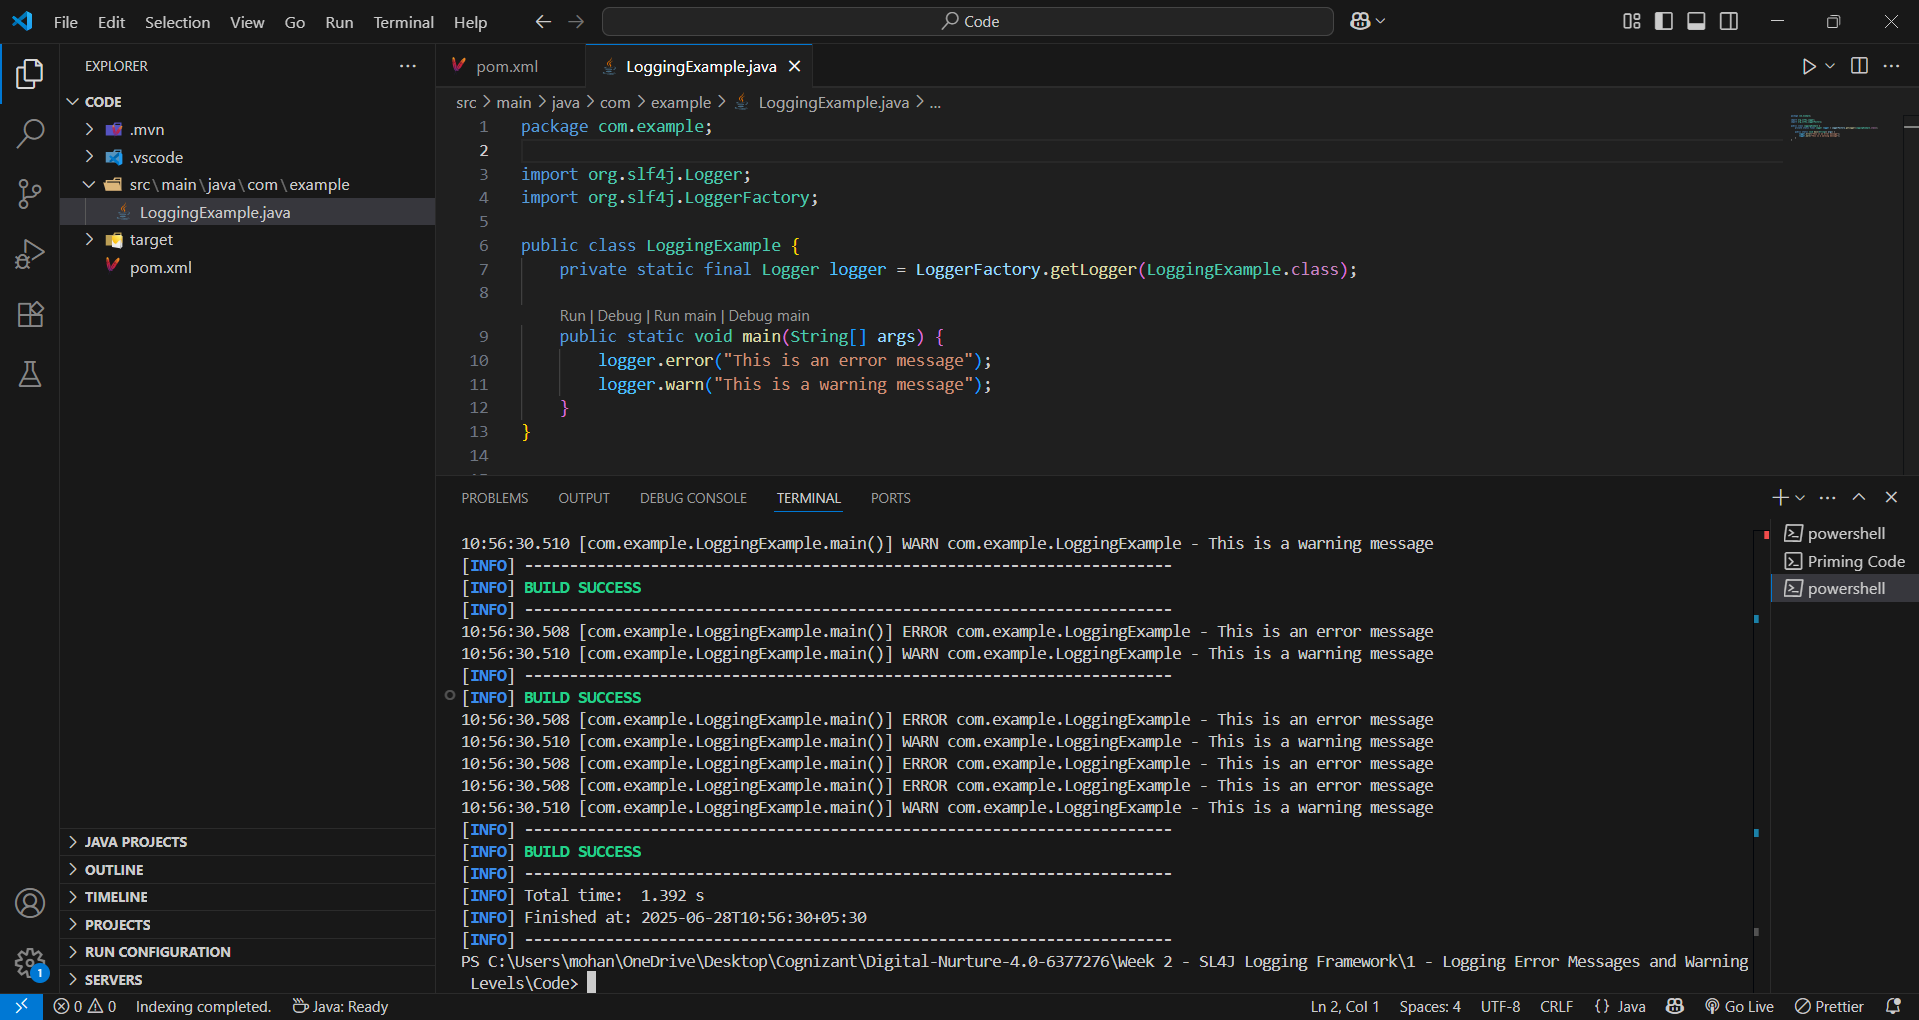 File Edit Selection View Go Run Terminal Help
Code
EXPLORER
CODE
.mvn
.vscode
src\main\java\com\example
LoggingExample.java
target
pom.xml
JAVA PROJECTS
OUTLINE
TIMELINE
PROJECTS
RUN CONFIGURATION
SERVERS
1
pom.xml
LoggingExample.java
src > main > java > com > example > LoggingExample.java > ...
1 package com.example;
2
3 import org.slf4j.Logger;
4 import org.slf4j.LoggerFactory;
5
6 public class LoggingExample {
7 private static final Logger logger = LoggerFactory.getLogger(LoggingExample.class);
8
Run | Debug | Run main | Debug main
9 public static void main(String[] args) {
10 logger.error("This is an error message");
11 logger.warn("This is a warning message");
12 }
13 }
14
PROBLEMS OUTPUT DEBUG CONSOLE TERMINAL PORTS
10:56:30.510 [com.example.LoggingExample.main()] WARN com.example.LoggingExample - This is a warning message
[INFO] ------------------------------------------------------------------------
[INFO] BUILD SUCCESS
[INFO] ------------------------------------------------------------------------
10:56:30.508 [com.example.LoggingExample.main()] ERROR com.example.LoggingExample - This is an error message
10:56:30.510 [com.example.LoggingExample.main()] WARN com.example.LoggingExample - This is a warning message
[INFO] ------------------------------------------------------------------------
[INFO] BUILD SUCCESS
10:56:30.508 [com.example.LoggingExample.main()] ERROR com.example.LoggingExample - This is an error message
10:56:30.510 [com.example.LoggingExample.main()] WARN com.example.LoggingExample - This is a warning message
10:56:30.508 [com.example.LoggingExample.main()] ERROR com.example.LoggingExample - This is an error message
10:56:30.508 [com.example.LoggingExample.main()] ERROR com.example.LoggingExample - This is an error message
10:56:30.510 [com.example.LoggingExample.main()] WARN com.example.LoggingExample - This is a warning message
[INFO] ------------------------------------------------------------------------
[INFO] BUILD SUCCESS
[INFO] ------------------------------------------------------------------------
[INFO] Total time:  1.392 s
[INFO] Finished at: 2025-06-28T10:56:30+05:30
[INFO] ------------------------------------------------------------------------
PS C:\Users\mohan\OneDrive\Desktop\Cognizant\Digital-Nurture-4.0-6377276\Week 2 - SL4J Logging Framework\1 - Logging Error Messages and Warning
Levels\Code>
powershell
Priming Code
powershell
0 0 Indexing completed. Java: Ready
Ln 2, Col 1 Spaces: 4 UTF-8 CRLF {} Java Go Live Prettier